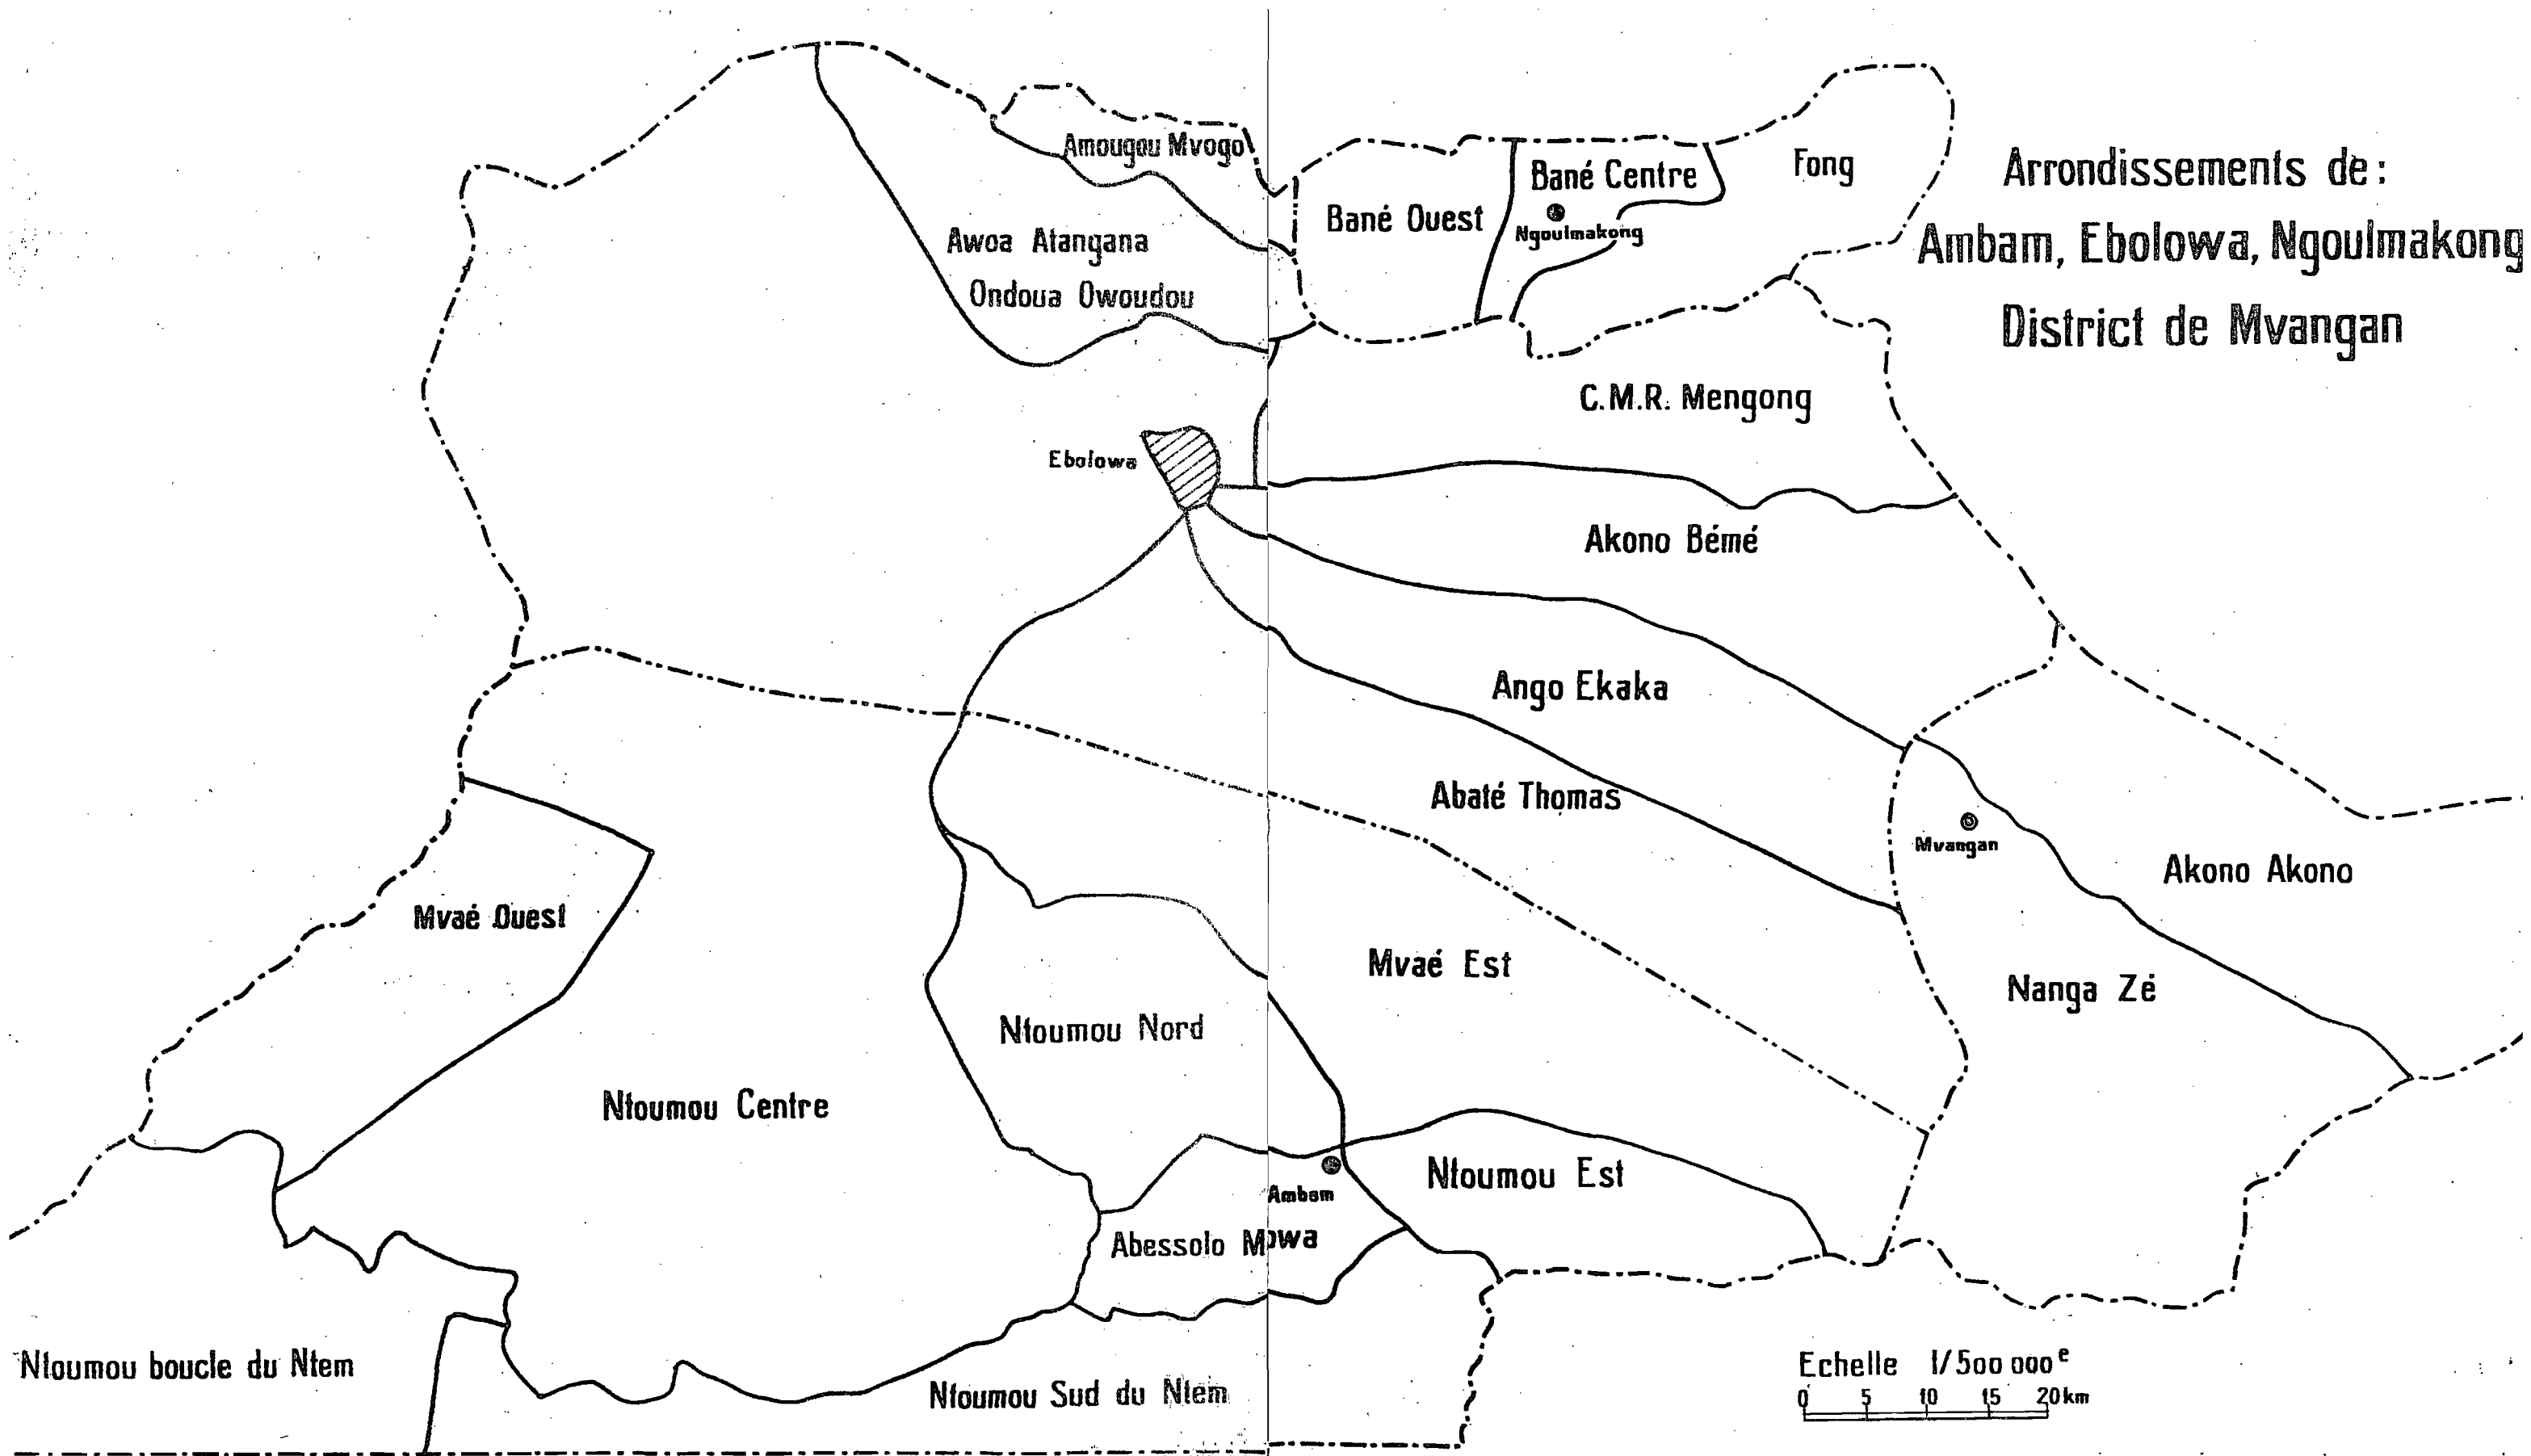 Arrondissements de:
Ambam, Ebolowa, Ngoulmakong
District de Mvangan
Amougou Mvogo
Bané Centre
Fong
Bané Ouest
Ngoulmakong
Awoa Atangana
Ondoua Owoudou
C.M.R. Mengong
Ebolowa
Akono Bémé
Ango Ekaka
Abaté Thomas
Mvangan
Akono Akono
Mvaé Ouest
Mvaé Est
Nanga Zé
Ntoumou Nord
Ntoumou Centre
Ntoumou Est
Ambam
Abessolo Mowa
Ntoumou boucle du Ntem
Ntoumou Sud du Ntem
Echelle 1/500 000e
0 5 10 15 20km